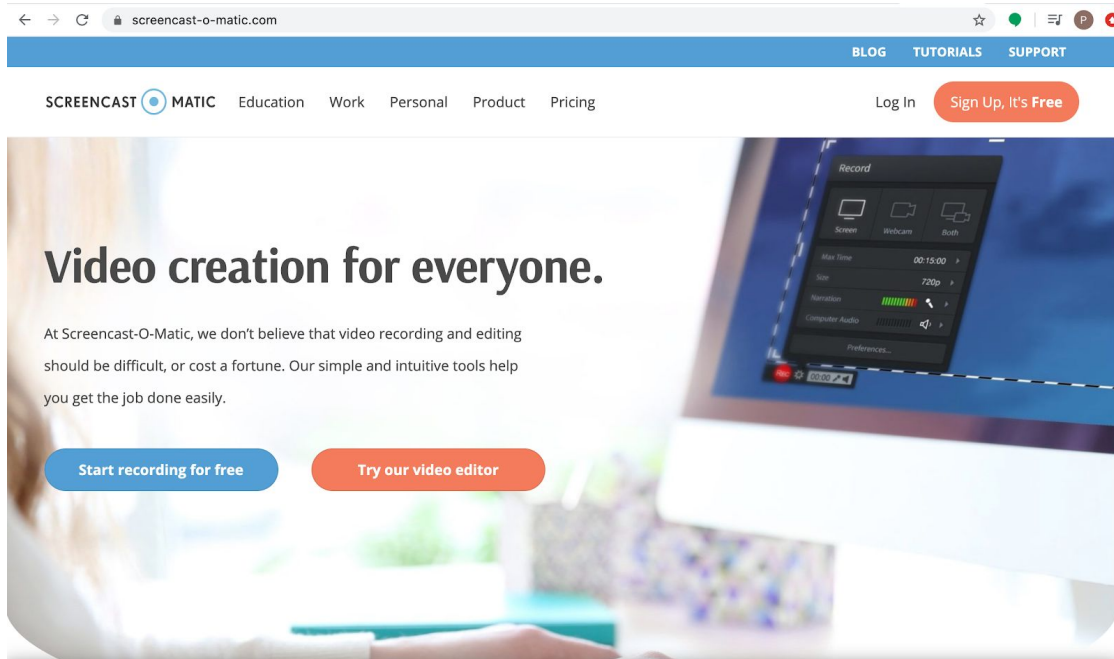 screencast-o-matic.com
P
BLOG TUTORIALS SUPPORT
SCREENCAST MATIC Education Work Personal Product Pricing Log In Sign Up, It's Free
Video creation for everyone.
At Screencast-O-Matic, we don’t believe that video recording and editing
should be difficult, or cost a fortune. Our simple and intuitive tools help
you get the job done easily.
Start recording for free Try our video editor
Record
Screen Webcam Both
Max Time 00:15:00
Size 720p
Narration
Computer Audio
Preferences...
Rec 00:00